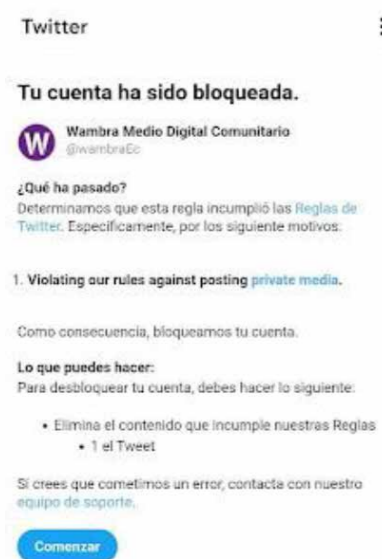 Twitter
Tu cuenta ha sido bloqueada.
W
Wambra Medio Digital Comunitario
@wambraEc
¿Qué ha pasado?
Determinamos que esta regla incumplió las Reglas de
Twitter. Específicamente, por los siguiente motivos:
1. Violating our rules against posting private media.
Como consecuencia, bloqueamos tu cuenta.
Lo que puedes hacer:
Para desbloquear tu cuenta, debes hacer lo siguiente:
• Elimina el contenido que incumple nuestras Reglas
• 1 el Tweet
Si crees que cometimos un error, contacta con nuestro
equipo de soporte.
Comenzar